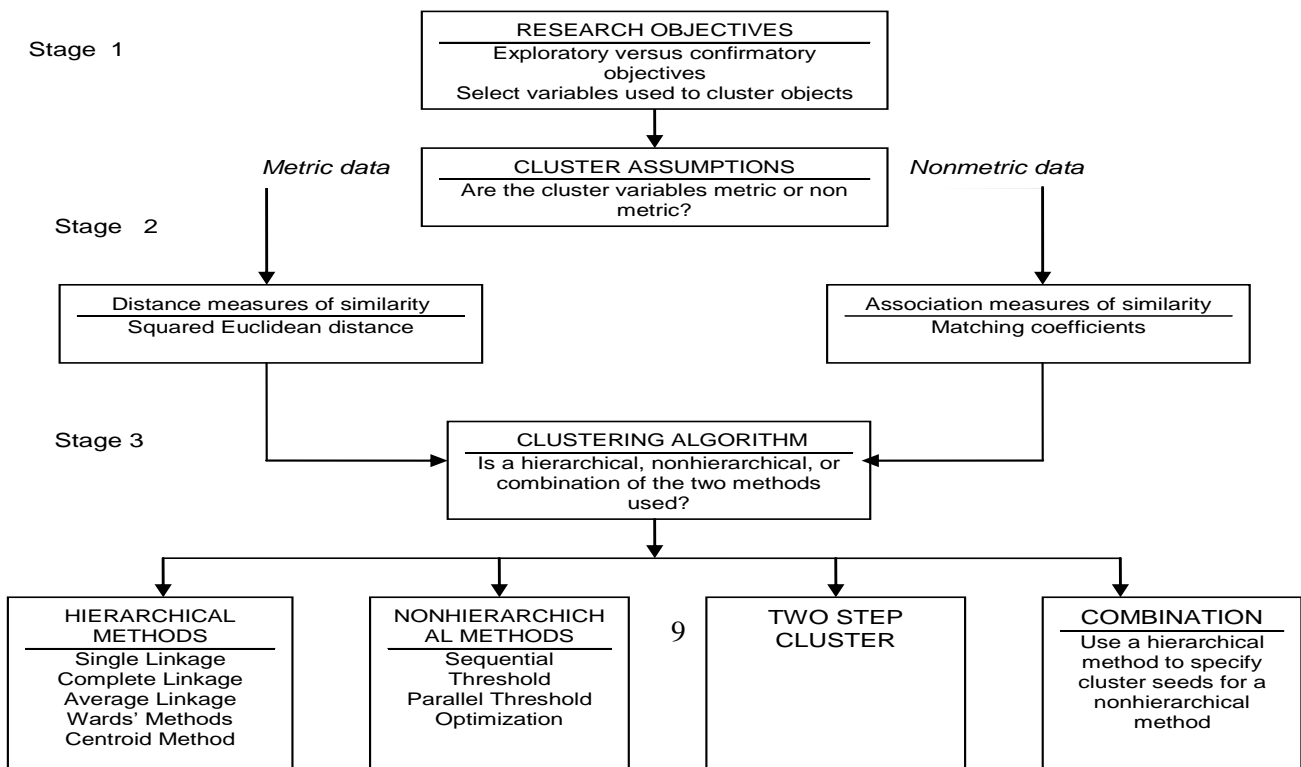 Stage 1
RESEARCH OBJECTIVES
Exploratory versus confirmatory
objectives
Select variables used to cluster objects
Metric data
CLUSTER ASSUMPTIONS
Are the cluster variables metric or non
metric?
Nonmetric data
Stage 2
Distance measures of similarity
Squared Euclidean distance
Association measures of similarity
Matching coefficients
Stage 3
CLUSTERING ALGORITHM
Is a hierarchical, nonhierarchical, or
combination of the two methods
used?
HIERARCHICAL
METHODS
Single Linkage
Complete Linkage
Average Linkage
Wards’ Methods
Centroid Method
NONHIERARCHICH
AL METHODS
Sequential
Threshold
Parallel Threshold
Optimization
9
TWO STEP
CLUSTER
COMBINATION
Use a hierarchical
method to specify
cluster seeds for a
nonhierarchical
method